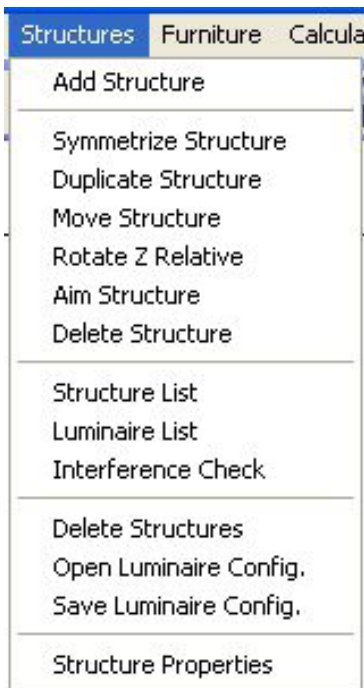 Structures Furniture Calcula
Add Structure
Symmetrize Structure
Duplicate Structure
Move Structure
Rotate Z Relative
Aim Structure
Delete Structure
Structure List
Luminaire List
Interference Check
Delete Structures
Open Luminaire Config.
Save Luminaire Config.
Structure Properties